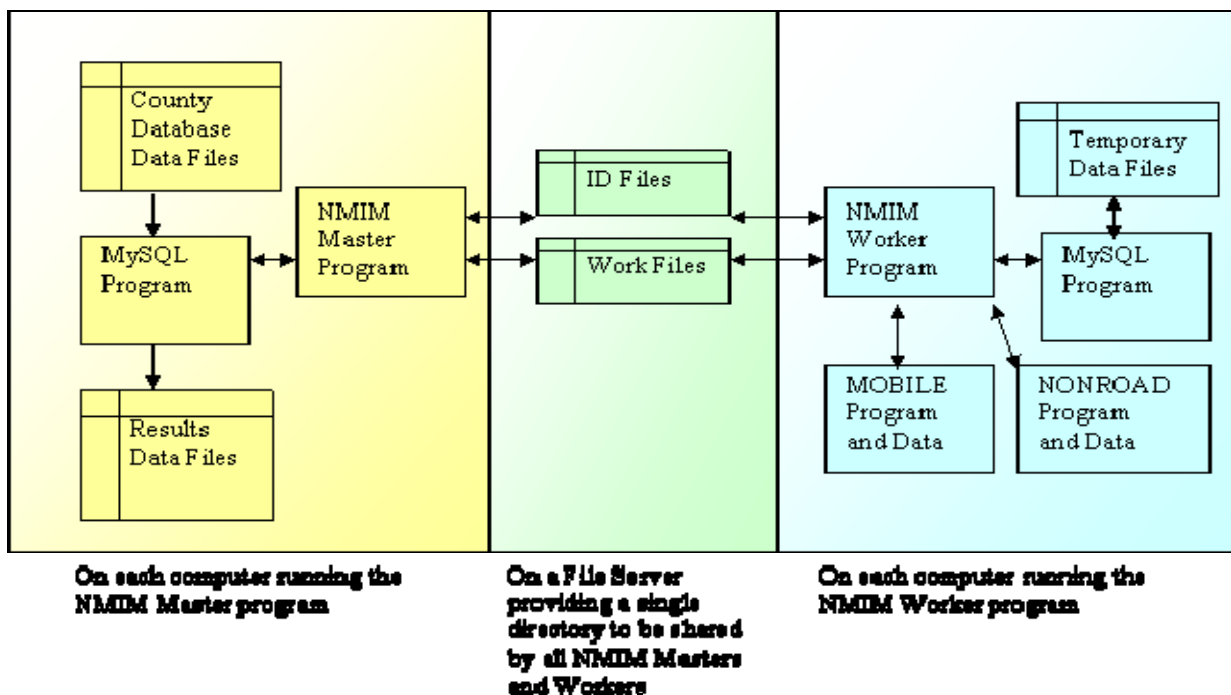 County
Database
Data Files
MySQL
Program
Results
Data Files
NMIM
Master
Program
ID Files
Work Files
NMIM
Worker
Program
Temporary
Data Files
MySQL
Program
MOBILE
Program
and Data
NONROAD
Program
and Data
On each computer running the
NMIM Master program
On a File Server
providing a single
directory to be shared
by all NMIM Masters
and Workers
On each computer running the
NMIM Worker program